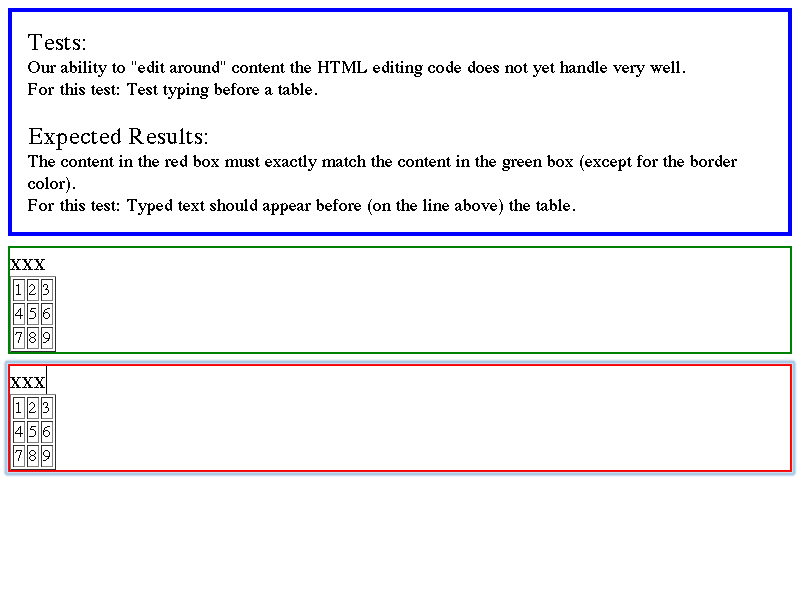 Tests:
Our ability to "edit around" content the HTML editing code does not yet handle very well.
For this test: Test typing before a table.
Expected Results:
The content in the red box must exactly match the content in the green box (except for the border
color).
For this test: Typed text should appear before (on the line above) the table.
xxx
1 2 3
4 5 6
7 8 9
xxx
1 2 3
4 5 6
7 8 9